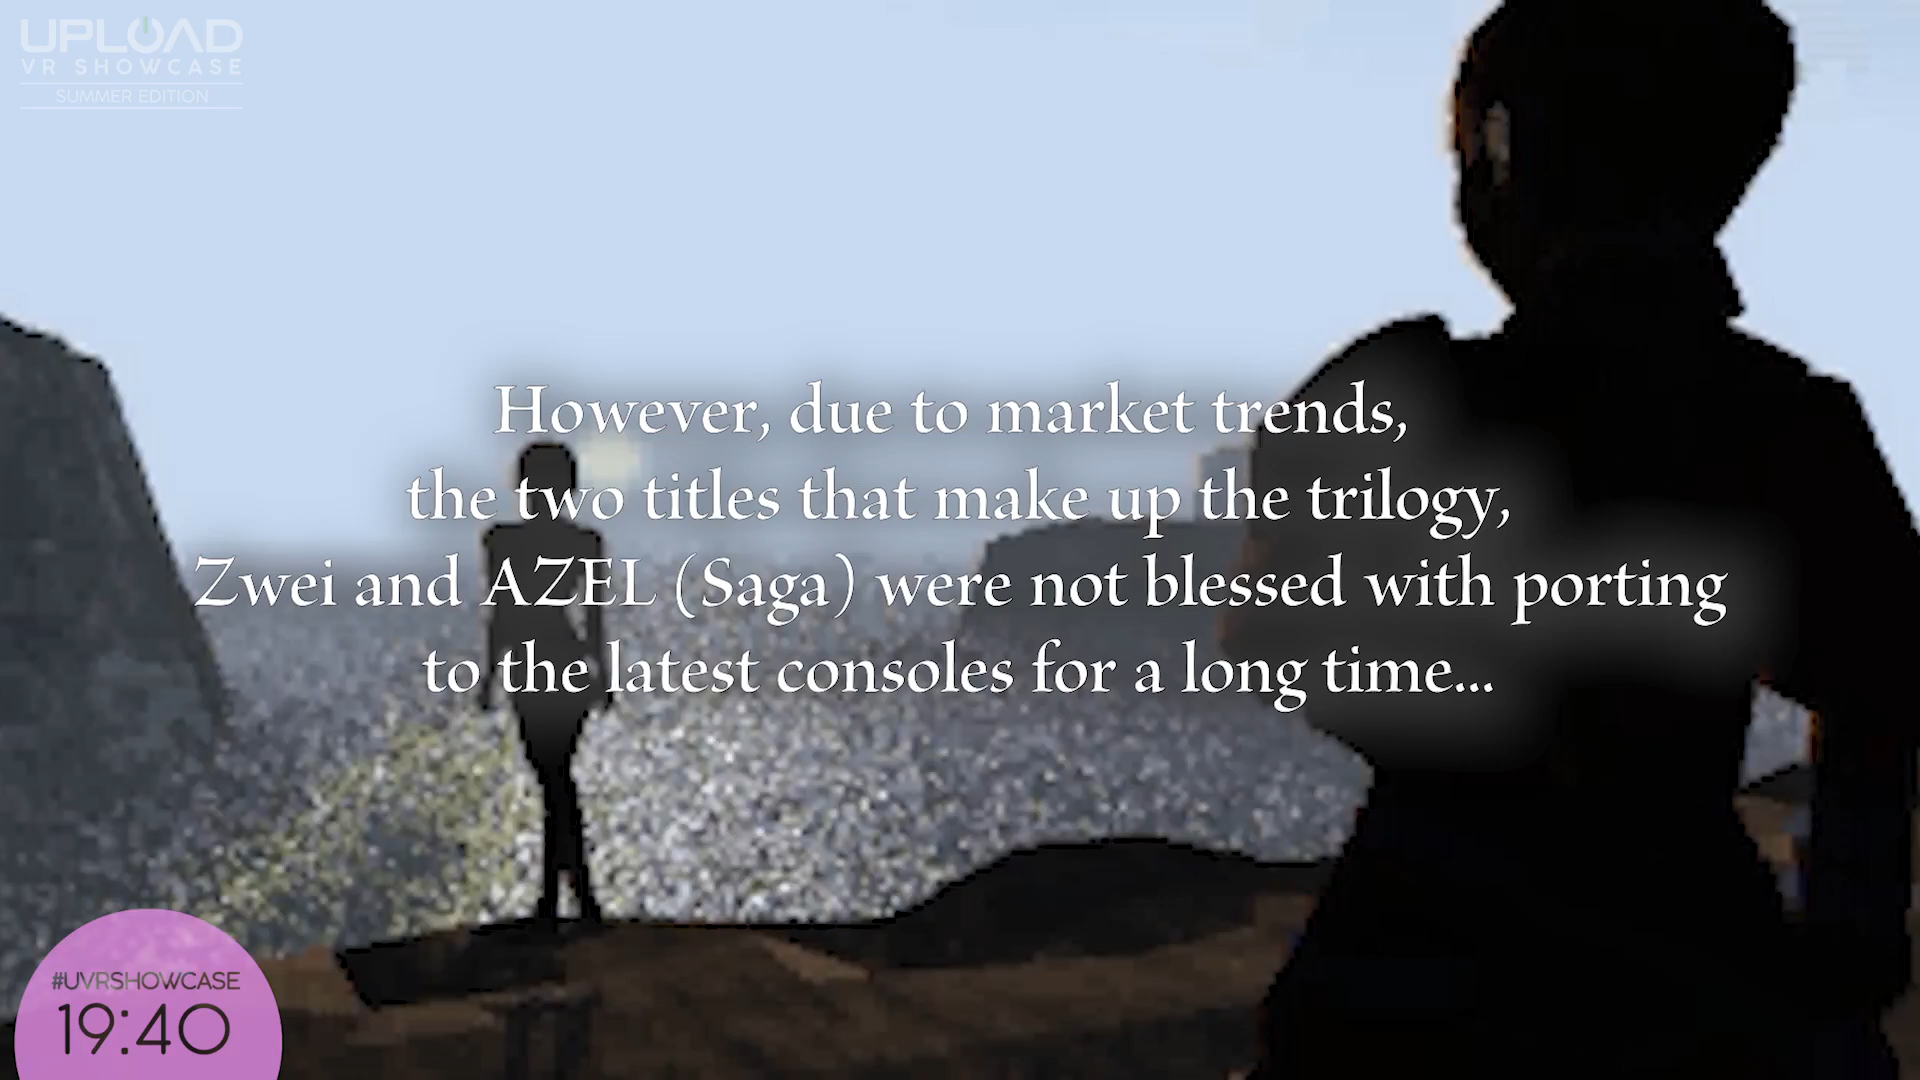 UPLOAD
VR SHOWCASE
SUMMER EDITION
However, due to market trends,
the two titles that make up the trilogy,
Zwei and AZEL (Saga) were not blessed with porting
to the latest consoles for a long time...
#UVRSHOWCASE
19:40